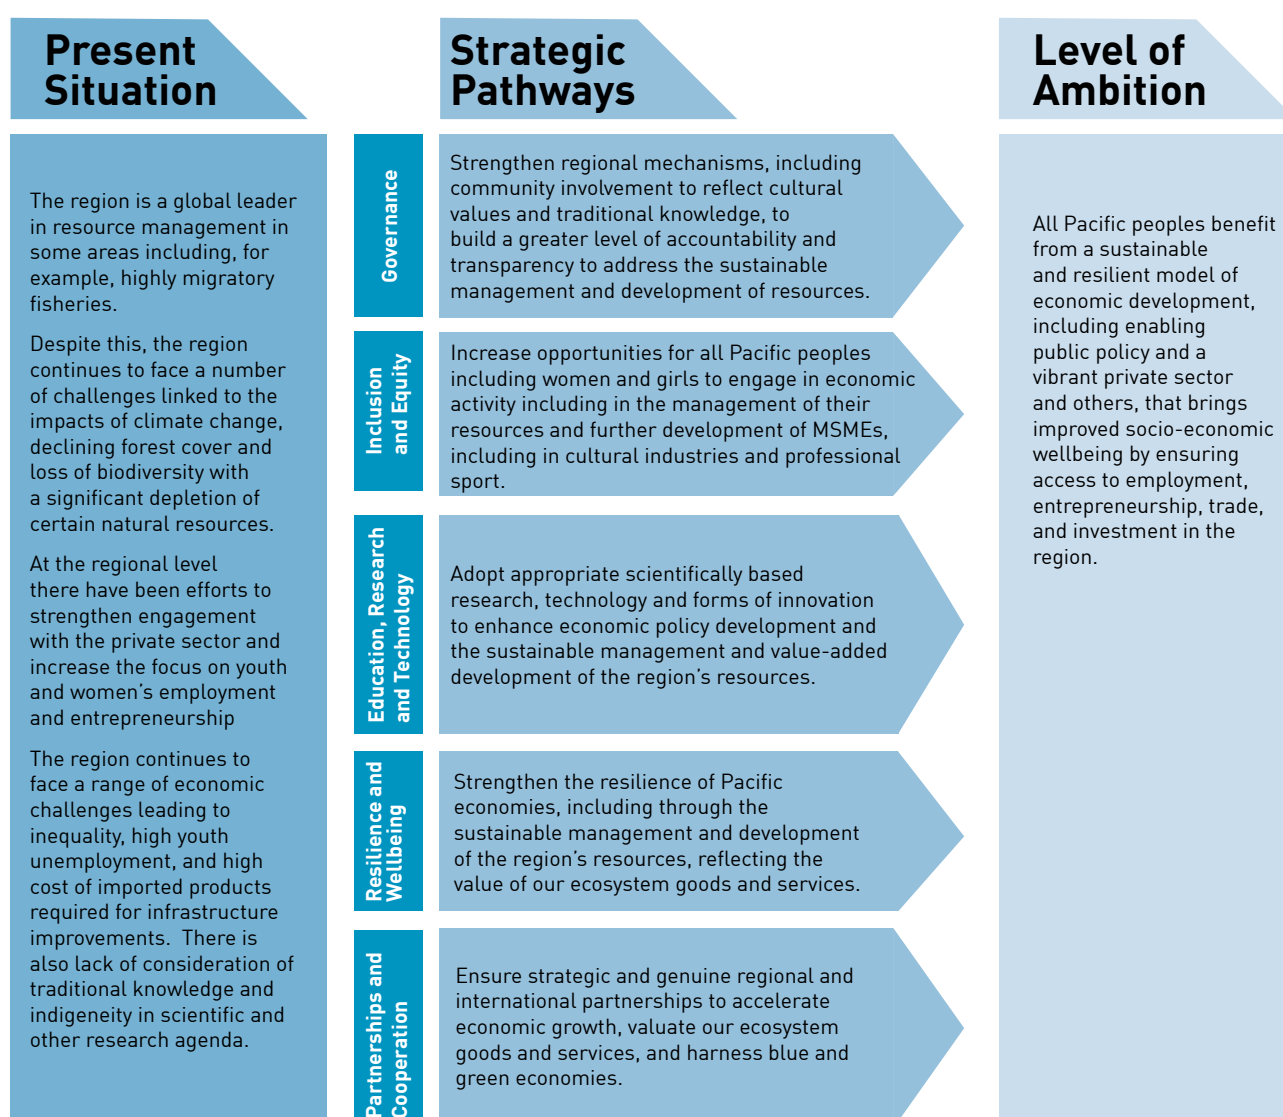 Present
Situation
The region is a global leader
in resource management in
some areas including, for
example, highly migratory
fisheries.
Despite this, the region
continues to face a number
of challenges linked to the
impacts of climate change,
declining forest cover and
loss of biodiversity with
a significant depletion of
certain natural resources.
At the regional level
there have been efforts to
strengthen engagement
with the private sector and
increase the focus on youth
and women’s employment
and entrepreneurship
The region continues to
face a range of economic
challenges leading to
inequality, high youth
unemployment, and high
cost of imported products
required for infrastructure
improvements.  There is
also lack of consideration of
traditional knowledge and
indigeneity in scientific and
other research agenda.
Strategic
Pathways
Governance
Strengthen regional mechanisms, including
community involvement to reflect cultural
values and traditional knowledge, to
build a greater level of accountability and
transparency to address the sustainable
management and development of resources.
Inclusion
and Equity
Increase opportunities for all Pacific peoples
including women and girls to engage in economic
activity including in the management of their
resources and further development of MSMEs,
including in cultural industries and professional
sport.
Education, Research
and Technology
Adopt appropriate scientifically based
research, technology and forms of innovation
to enhance economic policy development and
the sustainable management and value-added
development of the region’s resources.
Resilience and
Wellbeing
Strengthen the resilience of Pacific
economies, including through the
sustainable management and development
of the region’s resources, reflecting the
value of our ecosystem goods and services.
Partnerships and
Cooperation
Ensure strategic and genuine regional and
international partnerships to accelerate
economic growth, valuate our ecosystem
goods and services, and harness blue and
green economies.
Level of
Ambition
All Pacific peoples benefit
from a sustainable
and resilient model of
economic development,
including enabling
public policy and a
vibrant private sector
and others, that brings
improved socio-economic
wellbeing by ensuring
access to employment,
entrepreneurship, trade,
and investment in the
region.